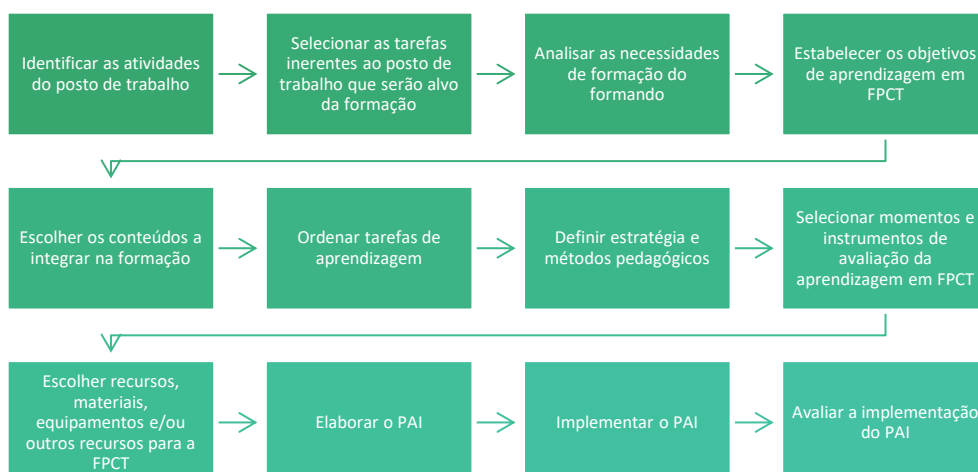 Identificar as atividades
do posto de trabalho
Selecionar as tarefas
inerentes ao posto de
trabalho que serão alvo
da formação
Analisar as necessidades
de formação do
formando
Estabelecer os objetivos
de aprendizagem em
FPCT
Escolher os conteúdos a
integrar na formação
Ordenar tarefas de
aprendizagem
Definir estratégia e
métodos pedagógicos
Selecionar momentos e
instrumentos de
avaliação da
aprendizagem em FPCT
Escolher recursos,
materiais,
equipamentos e/ou
outros recursos para a
FPCT
Elaborar o PAI
Implementar o PAI
Avaliar a implementação
do PAI